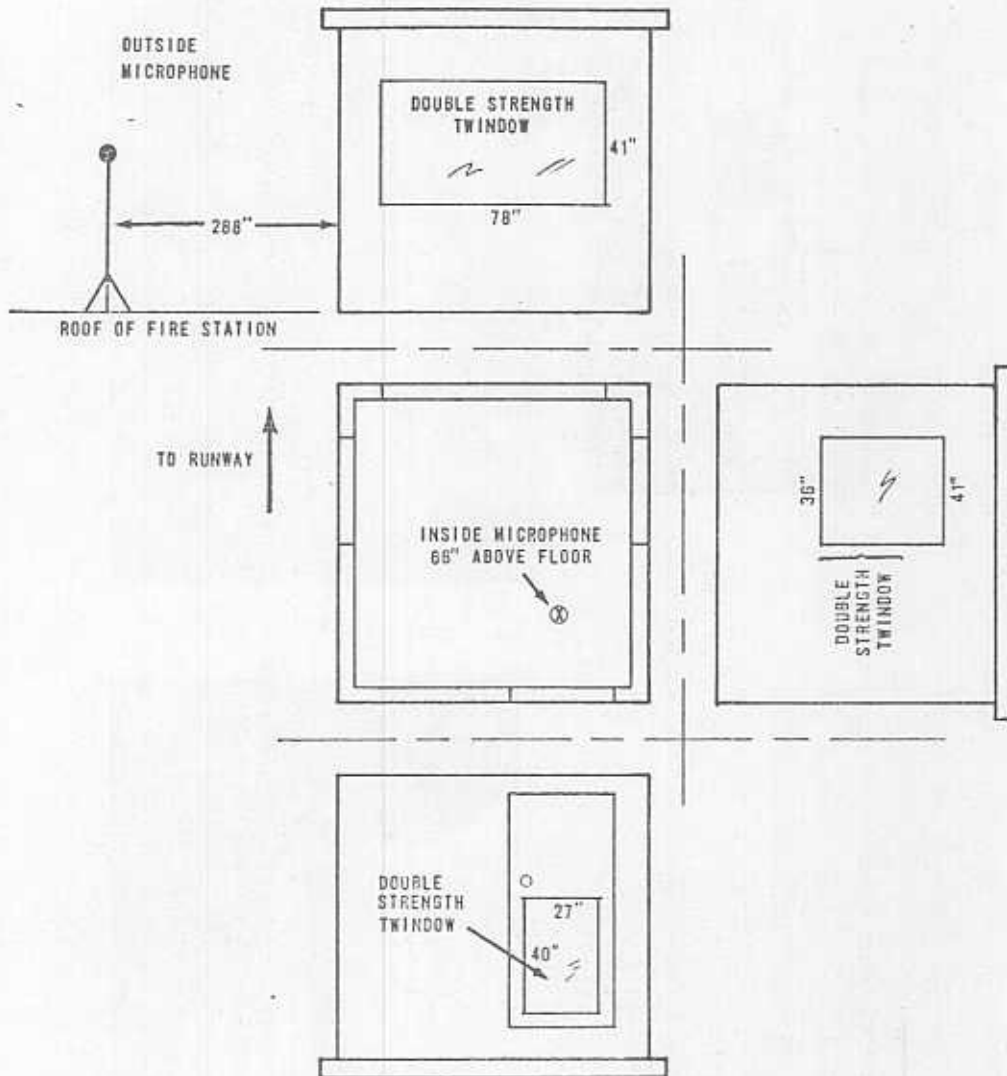 OUTSIDE
MICROPHONE
DOUBLE STRENGTH
TWINDOW
41"
78"
288"
ROOF OF FIRE STATION
TO RUNWAY
INSIDE MICROPHONE
66" ABOVE FLOOR
36"
41"
DOUBLE
STRENGTH
TWINDOW
DOUBLE
STRENGTH
TWINDOW
27"
40"